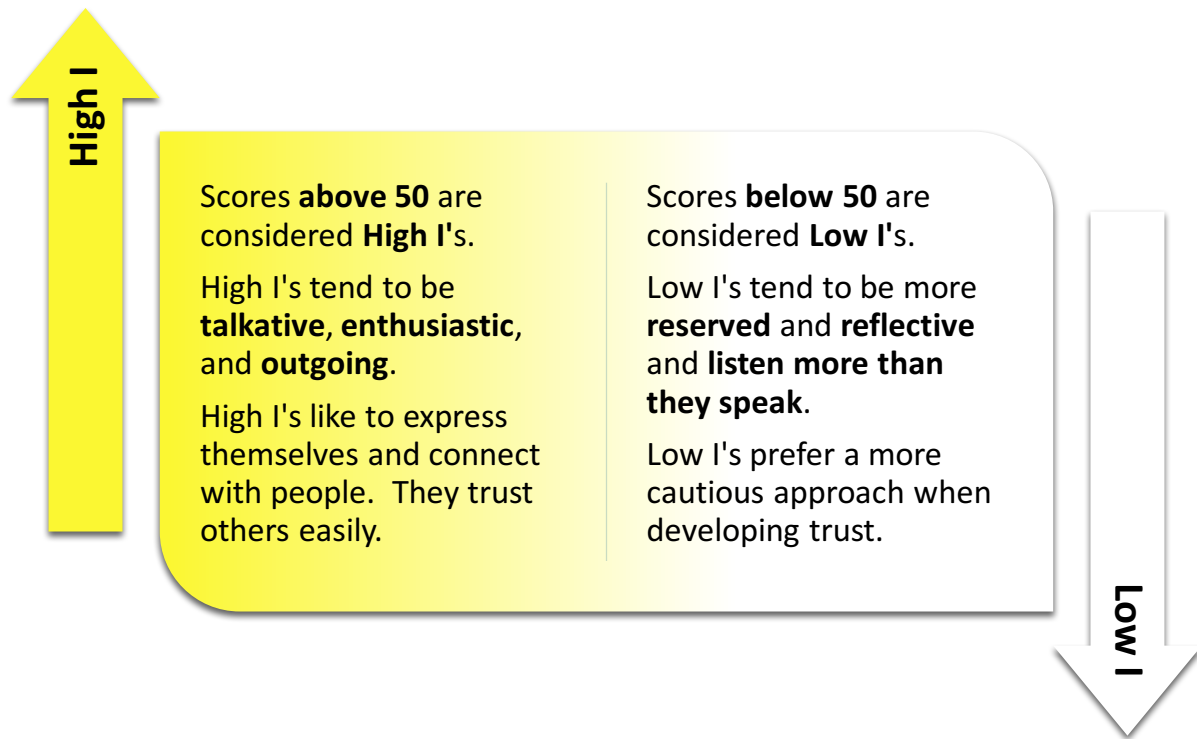 High I
Scores above 50 are
considered High I's.
High I's tend to be
talkative, enthusiastic,
and outgoing.
High I's like to express
themselves and connect
with people.  They trust
others easily.
Scores below 50 are
considered Low I's.
Low I's tend to be more
reserved and reflective
and listen more than
they speak.
Low I's prefer a more
cautious approach when
developing trust.
Low I